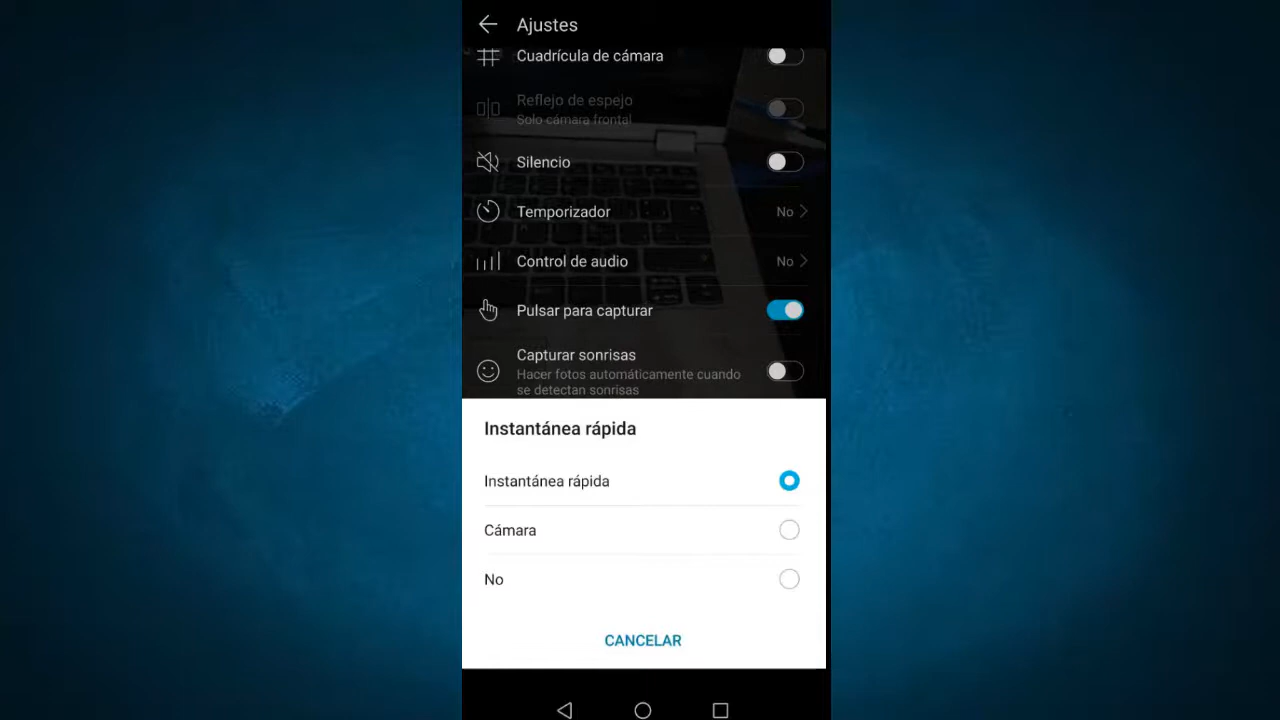 Ajustes
Cuadrícula de cámara
Reflejo de espejo
Solo cámara frontal
Silencio
Temporizador No
Control de audio No
Pulsar para capturar
Capturar sonrisas
Hacer fotos automáticamente cuando
se detectan sonrisas
Instantánea rápida
Instantánea rápida
Cámara
No
CANCELAR